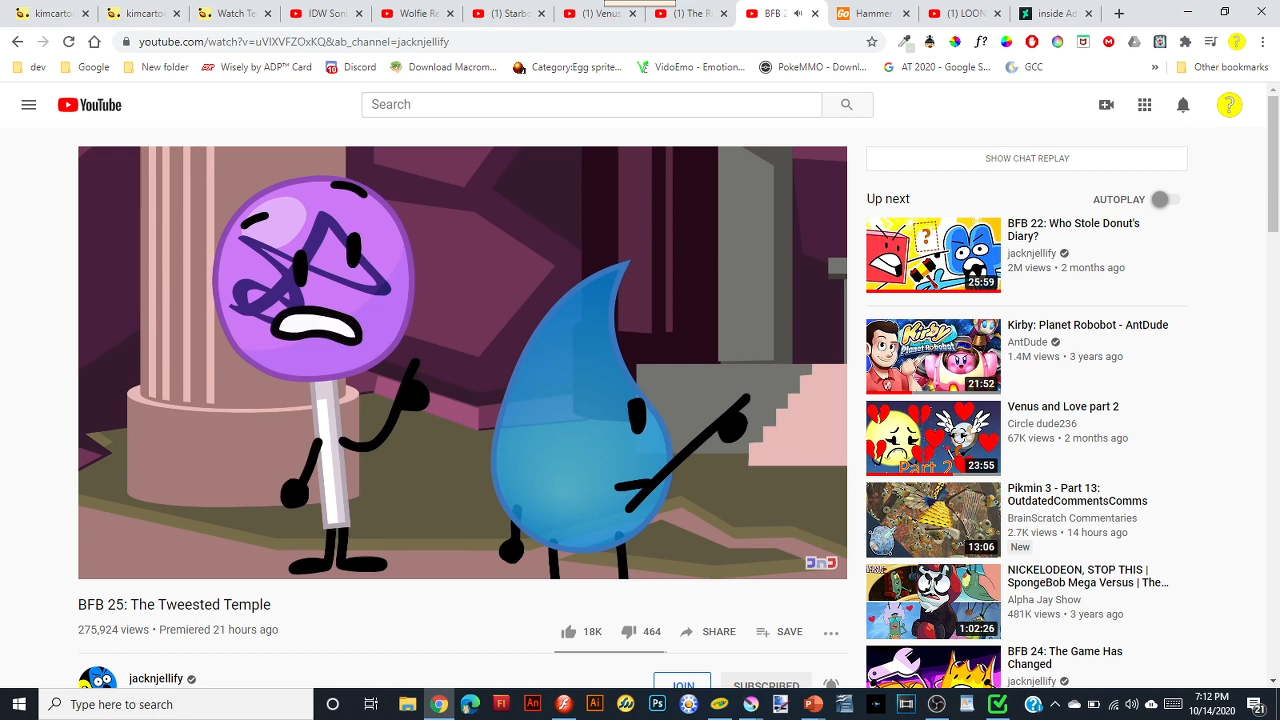 kimcarto
kimcarto
Watch Te
IDW Son
Wolfie Re
(1) Starbo
(1) Venus
(1) The R
BFB 2
Hammer
(1) LOON
inside Ad
youtube.com/watch?v=uVIXVFZQxKQ&ab_channel=jacknjellify
dev
Google
New folder
Wisely by ADP™ Card
Discord
Download Macrom...
Category:Egg sprite...
VidoEmo - Emotion...
PokeMMO - Downl...
AT 2020 - Google S...
GCC
»
Other bookmarks
YouTube
Search
SHOW CHAT REPLAY
Up next
AUTOPLAY
BFB 22: Who Stole Donut's
Diary?
jacknjellify
2M views • 2 months ago
25:59
Kirby: Planet Robobot - AntDude
AntDude
1.4M views • 3 years ago
21:52
Venus and Love part 2
Circle dude236
67K views • 2 months ago
Part 2
23:55
Pikmin 3 - Part 13:
OutdatedCommentsComms
BrainScratch Commentaries
2.7K views • 14 hours ago
New
13:06
NICKELODEON, STOP THIS |
SpongeBob Mega Versus | The...
Alpha Jay Show
481K views • 3 years ago
1:02:26
BFB 24: The Game Has
Changed
jacknjellify
BFB 25: The Tweested Temple
275,924 views • Premiered 21 hours ago
18K
464
SHARE
SAVE
jacknjellify
JOIN
SUBSCRIBED
Type here to search
7:12 PM
10/14/2020